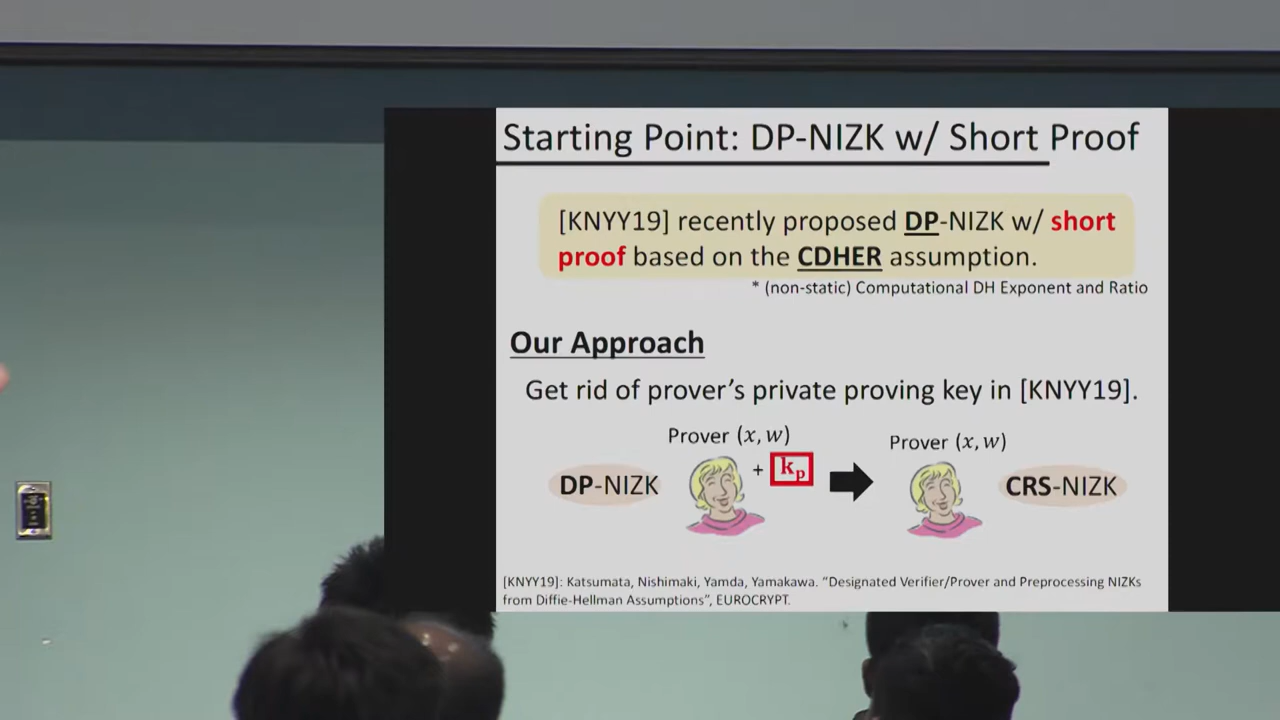 Starting Point: DP-NIZK w/ Short Proof
[KNYY19] recently proposed DP-NIZK w/ short
proof based on the CDHER assumption.
* (non-static) Computational DH Exponent and Ratio
Our Approach
Get rid of prover's private proving key in [KNYY19].
Prover (x, w)
Prover (x, w)
DP-NIZK
+ kp
CRS-NIZK
[KNYY19]: Katsumata, Nishimaki, Yamda, Yamakawa. "Designated Verifier/Prover and Preprocessing NIZKs
from Diffie-Hellman Assumptions", EUROCRYPT.